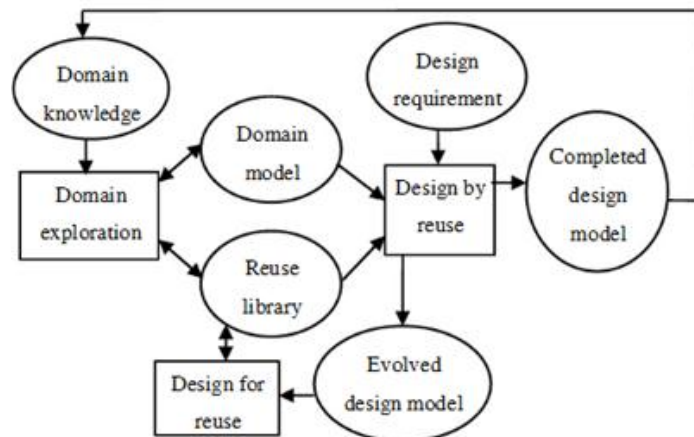 Domain
knowledge
Design
requirement
Domain
model
Completed
design
model
Domain
exploration
Design by
reuse
Reuse
library
Design for
reuse
Evolved
design model